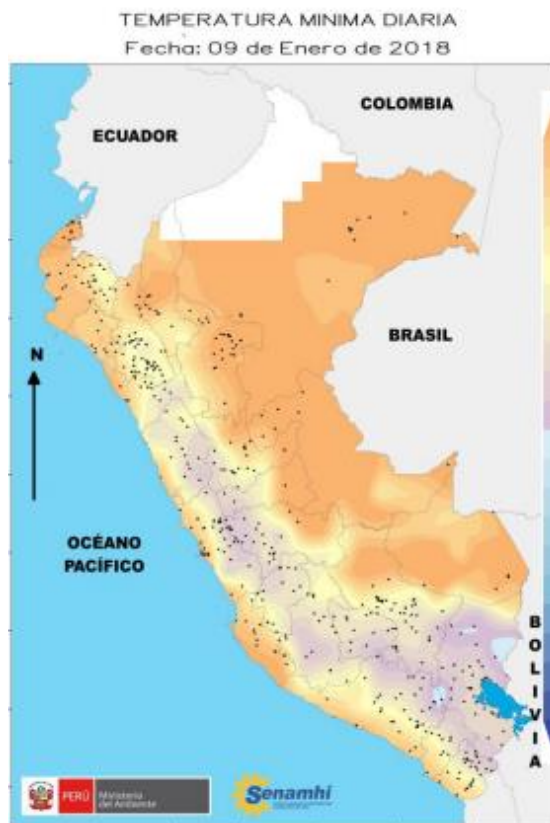 TEMPERATURA MINIMA DIARIA
Fecha: 09 de Enero de 2018
COLOMBIA
ECUADOR
BRASIL
N
OCÉANO
PACÍFICO
BOLIVIA
PERÚ
Ministerio
del Ambiente
Senamhi